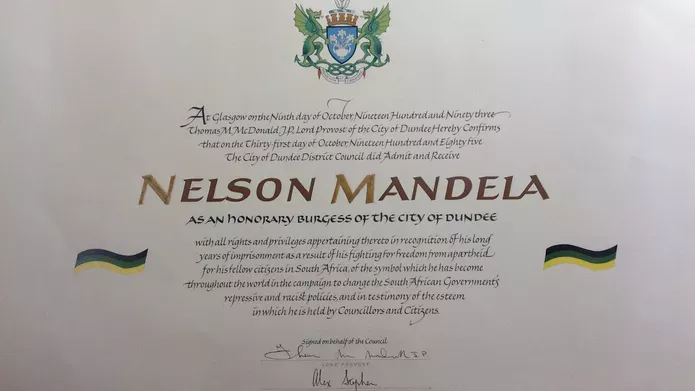 At Glasgow on the Ninth day of October, Nineteen Hundred and Ninety three
Thomas M. McDonald J.P., Lord Provost of the City of Dundee, Hereby Confirms
that on the Thirty-first day of October, Nineteen Hundred and Eighty five
The City of Dundee District Council did Admit and Receive
NELSON MANDELA
AS AN HONORARY BURGESS OF THE CITY OF DUNDEE
with all rights and privileges appertaining thereto in recognition of his long
years of imprisonment as a result of his fighting for freedom from apartheid
for his fellow citizens in South Africa, of the symbol which he has become
throughout the world in the campaign to change the South African Government's
repressive and racist policies, and in testimony of the esteem
in which he is held by Councillors and Citizens.
Signed on behalf of the Council
LORD PROVOST
Alex Stephen